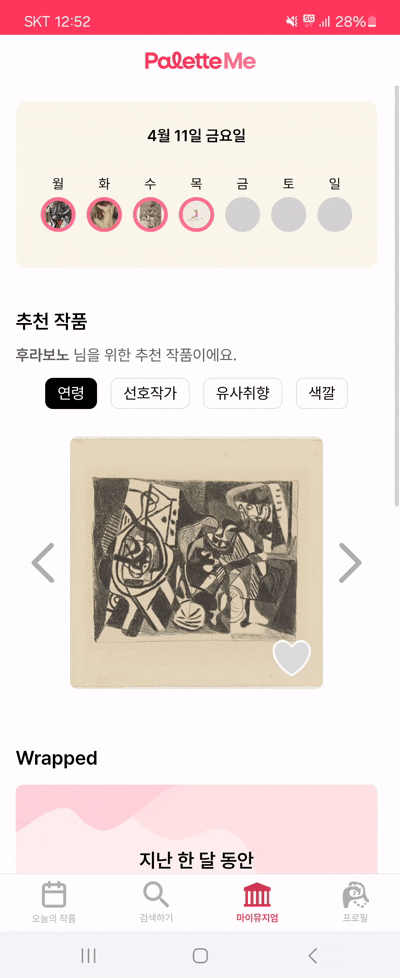 SKT 12:52 5G 28%
PaletteMe
4월 11일 금요일
월 화 수 목 금 토 일
추천 작품
후라보노 님을 위한 추천 작품이에요.
연령 선호작가 유사취향 색깔
Wrapped
지난 한 달 동안
오늘의 작품 검색하기 마이뮤지엄 프로필